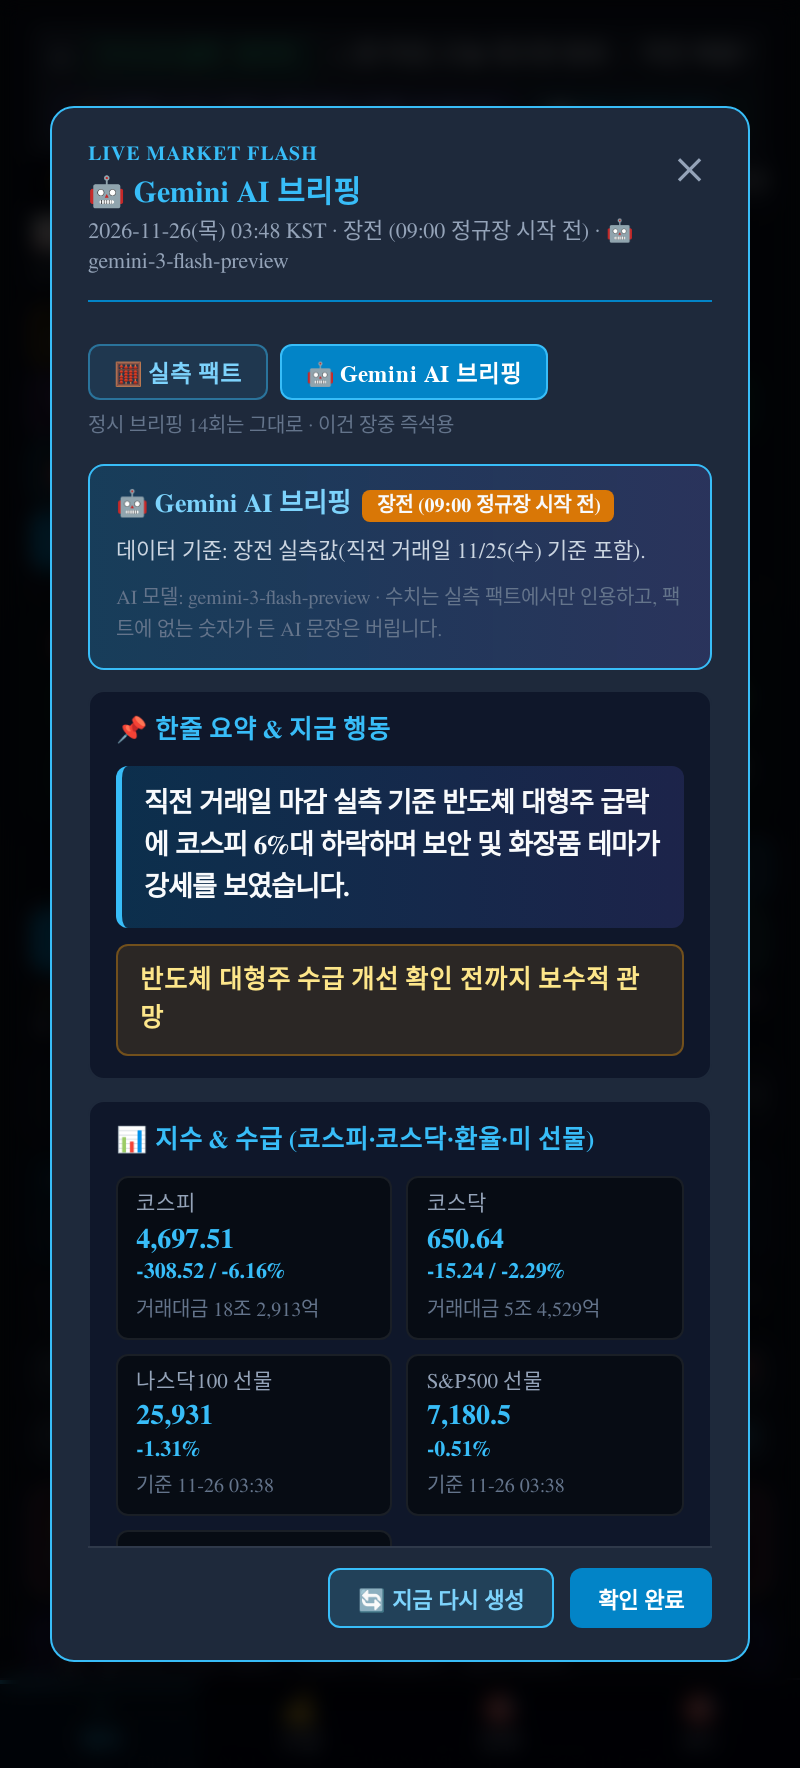 LIVE MARKET FLASH
🤖 Gemini AI 브리핑
2026-11-26(목) 03:48 KST · 장전 (09:00 정규장 시작 전) · 🤖
gemini-3-flash-preview
🧮 실측 팩트
🤖 Gemini AI 브리핑
정시 브리핑 14회는 그대로 · 이건 장중 즉석용
🤖 Gemini AI 브리핑 장전 (09:00 정규장 시작 전)
데이터 기준: 장전 실측값(직전 거래일 11/25(수) 기준 포함).
AI 모델: gemini-3-flash-preview · 수치는 실측 팩트에서만 인용하고, 팩
트에 없는 숫자가 든 AI 문장은 버립니다.
📌 한줄 요약 & 지금 행동
직전 거래일 마감 실측 기준 반도체 대형주 급락
에 코스피 6%대 하락하며 보안 및 화장품 테마가
강세를 보였습니다.
반도체 대형주 수급 개선 확인 전까지 보수적 관
망
📊 지수 & 수급 (코스피·코스닥·환율·미 선물)
코스피
4,697.51
-308.52 / -6.16%
거래대금 18조 2,913억
코스닥
650.64
-15.24 / -2.29%
거래대금 5조 4,529억
나스닥100 선물
25,931
-1.31%
기준 11-26 03:38
S&P500 선물
7,180.5
-0.51%
기준 11-26 03:38
🔄 지금 다시 생성
확인 완료